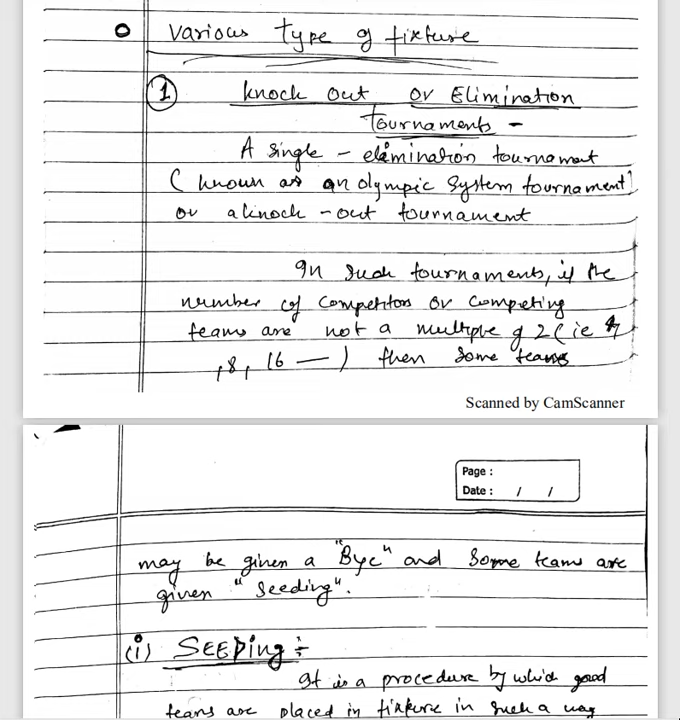 o Various type of fixture
① Knock out or Elimination
Tournaments -
A single - elimination tournament
( known as an olympic System tournament)
or a knock - out tournament
In such tournaments, if the
number of Competitors or Competing
teams are not a multiple of 2 (ie 4
, 8, 16 — ) then Some teams
Scanned by CamScanner
Page :
Date : / /
may be given a "Bye" and Some teams are
given "Seeding".
(i) SEEDing :-
It is a procedure by which good
teams are placed in fixture in such a way